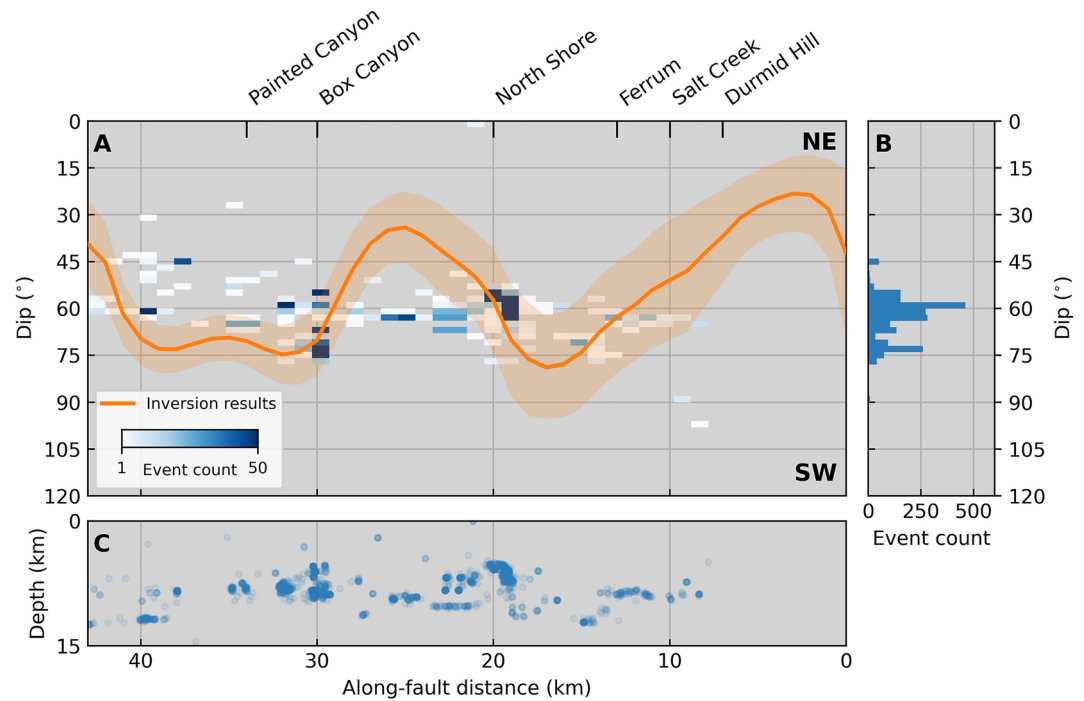 Painted Canyon
Box Canyon
North Shore
Ferrum
Salt Creek
Durmid Hill
A
NE
B
0
15
30
45
60
75
90
105
120
Dip (°)
Inversion results
1 Event count 50
SW
0
15
30
45
60
75
90
105
120
Dip (°)
0 250 500
Event count
C
0
15
Depth (km)
40 30 20 10 0
Along-fault distance (km)